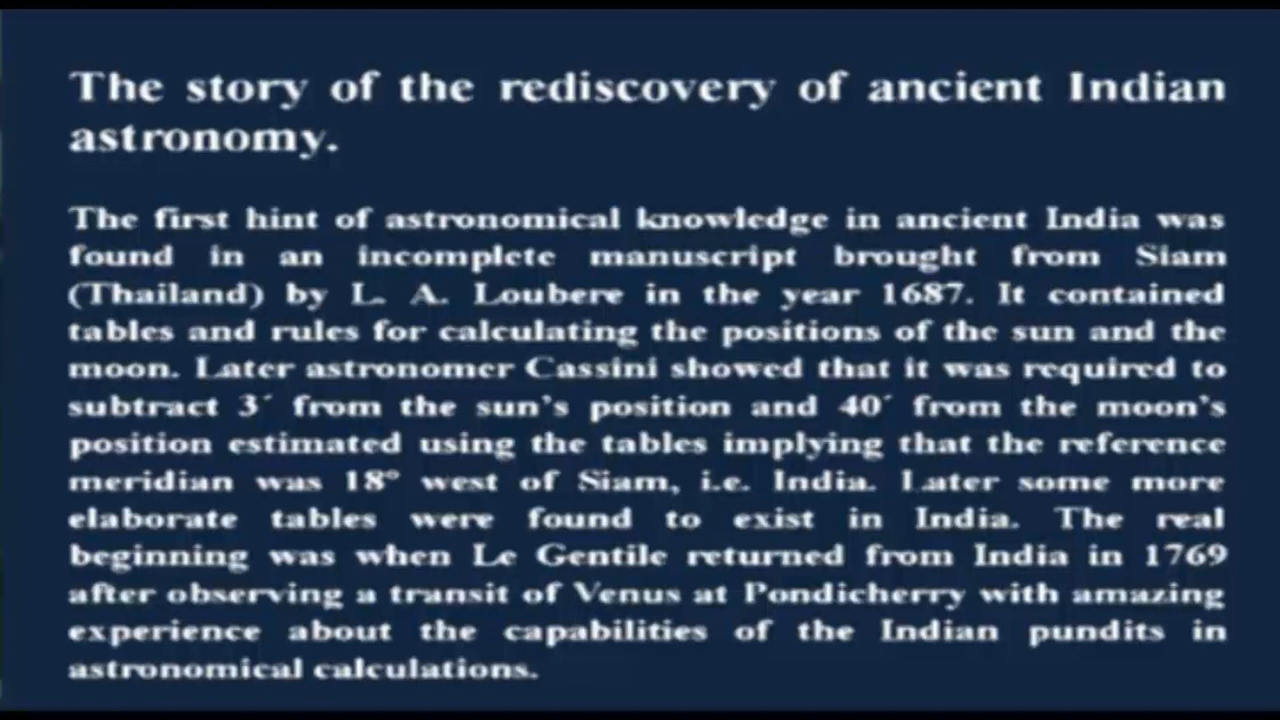 The story of the rediscovery of ancient Indian
astronomy.
The first hint of astronomical knowledge in ancient India was
found in an incomplete manuscript brought from Siam
(Thailand) by L. A. Loubere in the year 1687. It contained
tables and rules for calculating the positions of the sun and the
moon. Later astronomer Cassini showed that it was required to
subtract 3´ from the sun’s position and 40´ from the moon’s
position estimated using the tables implying that the reference
meridian was 18° west of Siam, i.e. India. Later some more
elaborate tables were found to exist in India. The real
beginning was when Le Gentile returned from India in 1769
after observing a transit of Venus at Pondicherry with amazing
experience about the capabilities of the Indian pundits in
astronomical calculations.